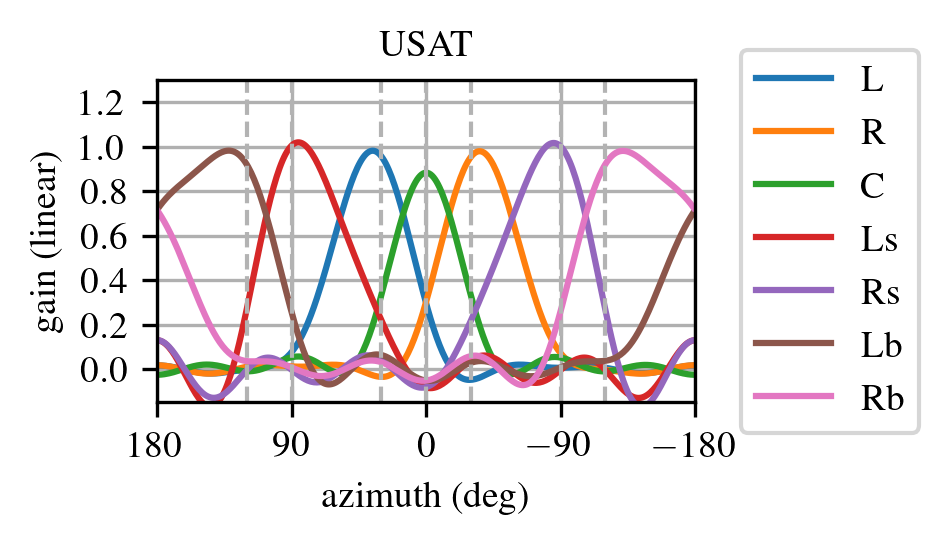 USAT
gain (linear)
1.2
1.0
0.8
0.6
0.4
0.2
0.0
180 90 0 −90 −180
azimuth (deg)
L
R
C
Ls
Rs
Lb
Rb